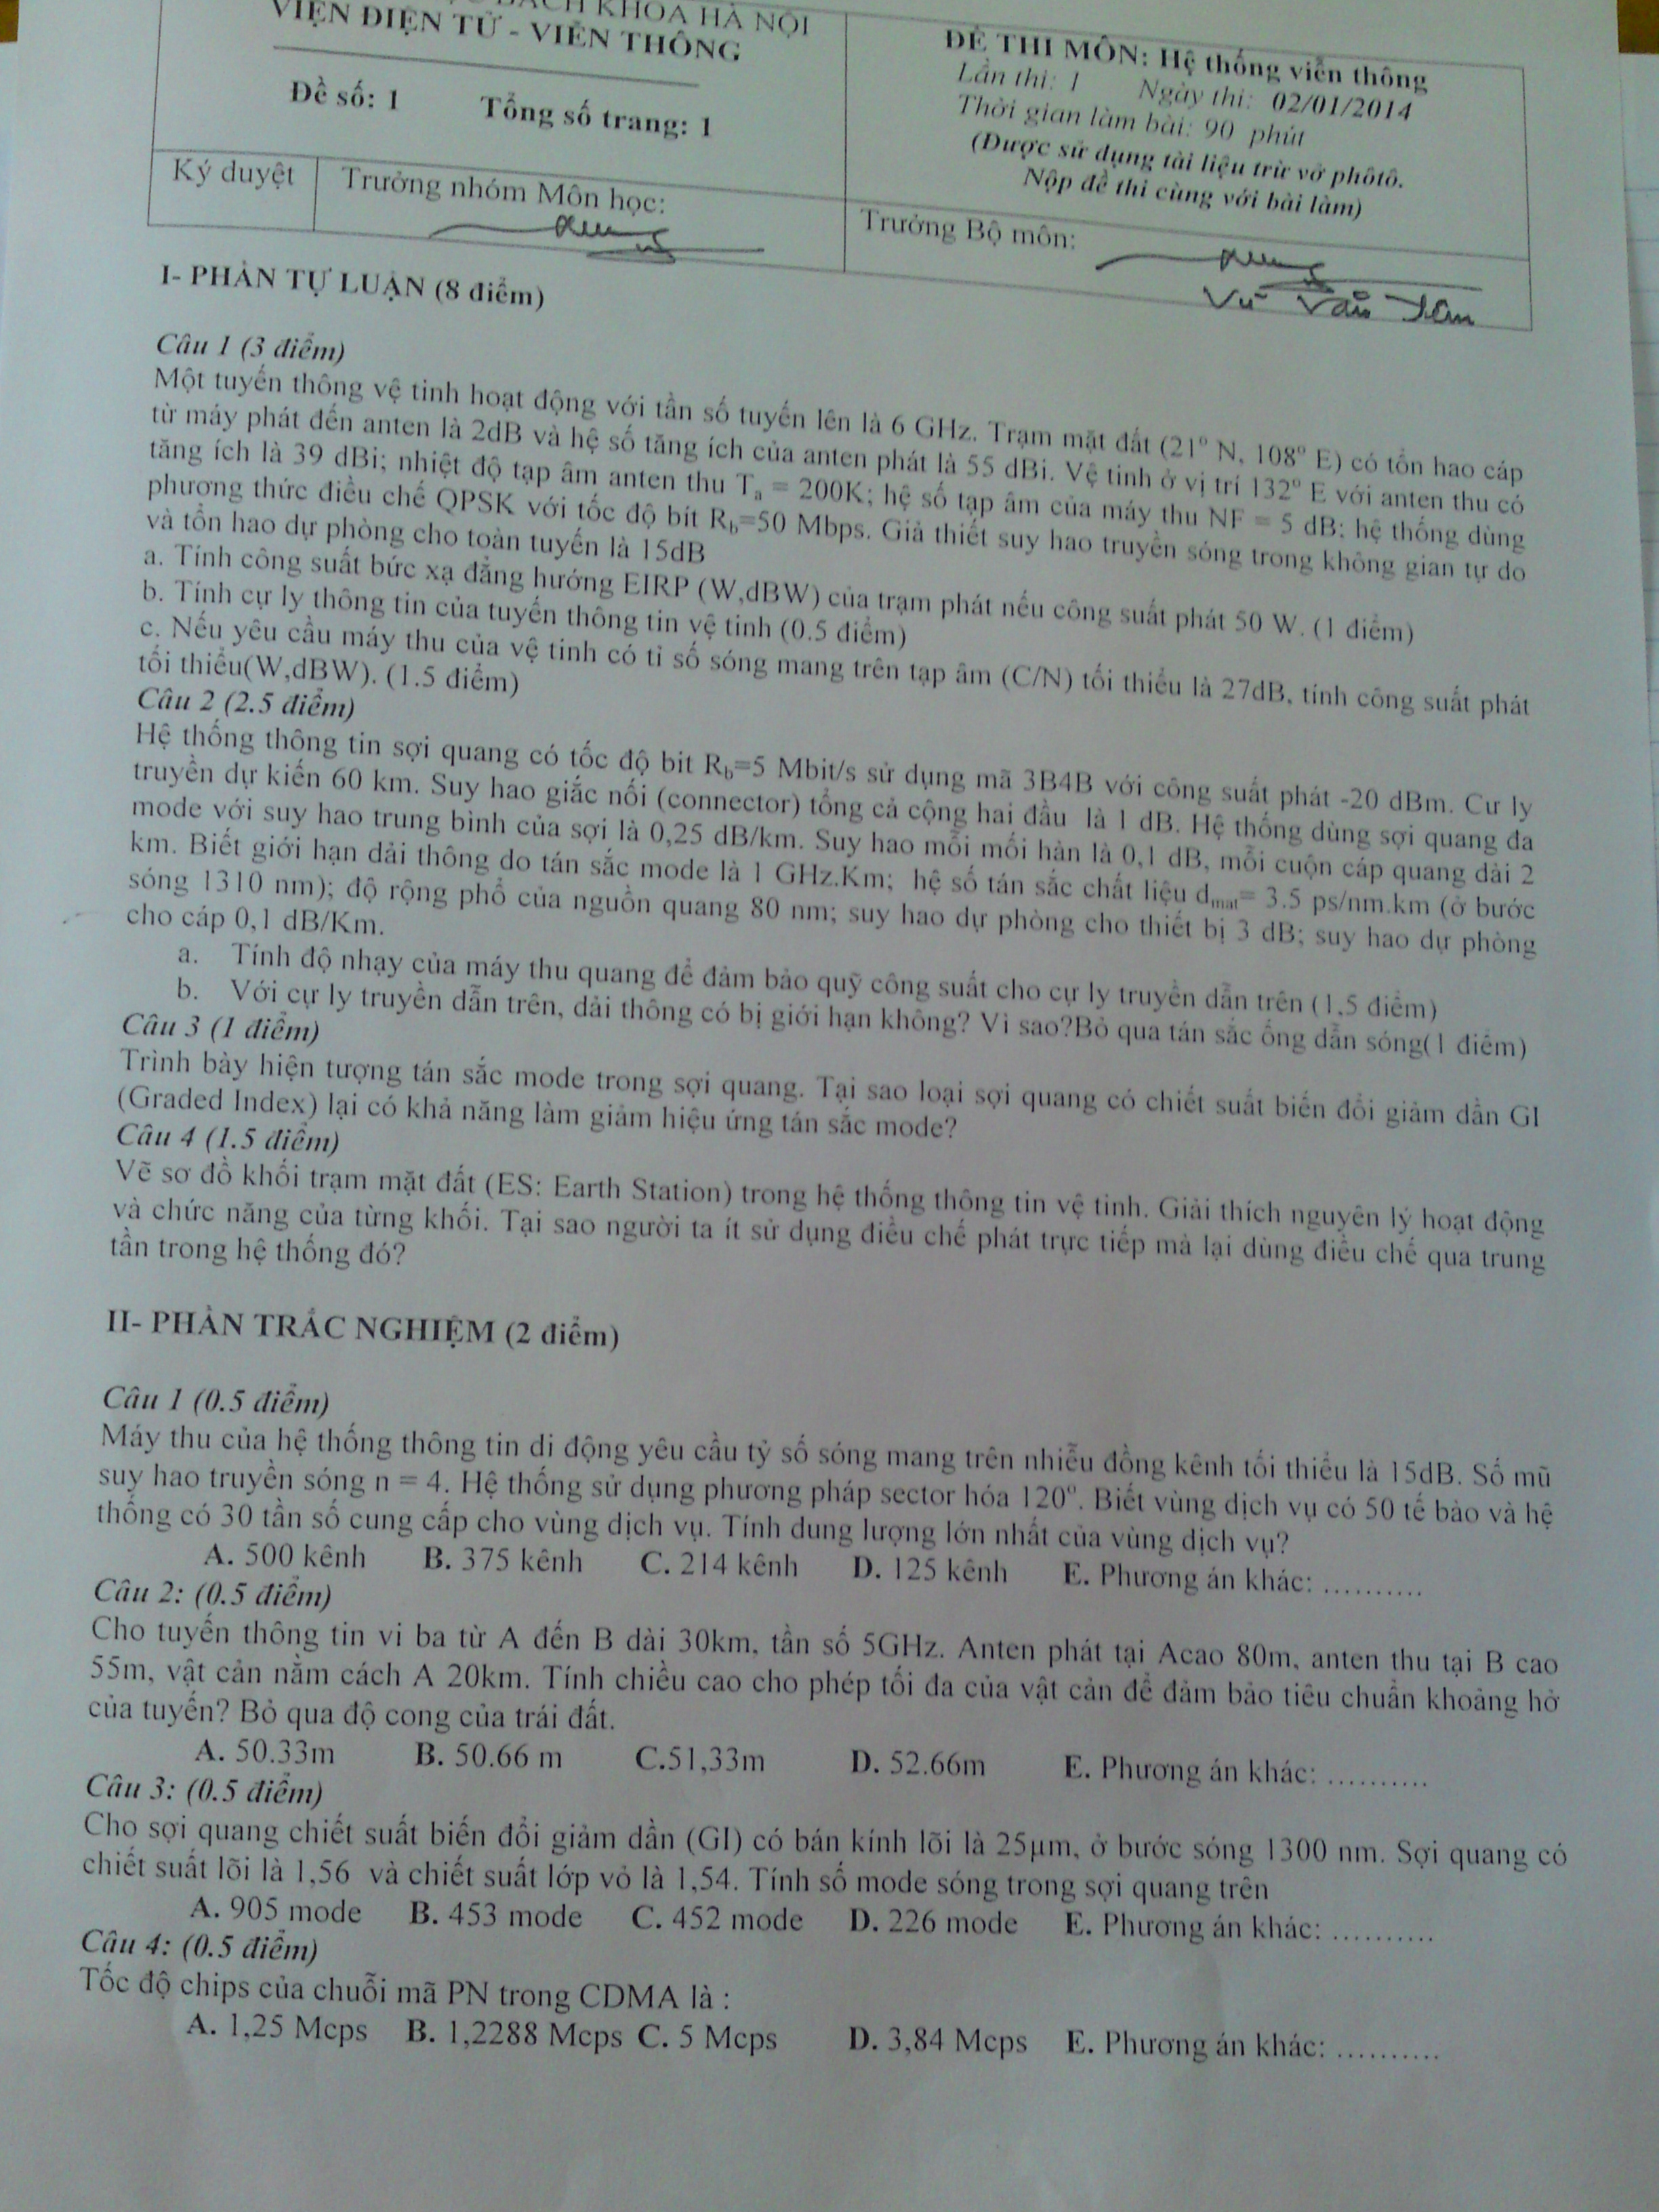 BÁCH KHOA HÀ NỘI
VIỆN ĐIỆN TỬ - VIỄN THÔNG
Đề số: 1 Tổng số trang: 1
ĐỀ THI MÔN: Hệ thống viễn thông
Lần thi: 1 Ngày thi: 02/01/2014
Thời gian làm bài: 90 phút
(Được sử dụng tài liệu trừ vở phôtô.
Nộp đề thi cùng với bài làm)
Ký duyệt Trưởng nhóm Môn học:
Trưởng Bộ môn:
Vũ Văn Yêm
I- PHẦN TỰ LUẬN (8 điểm)
Câu 1 (3 điểm)
Một tuyến thông vệ tinh hoạt động với tần số tuyến lên là 6 GHz. Trạm mặt đất (21° N, 108° E) có tổn hao cáp
từ máy phát đến anten là 2dB và hệ số tăng ích của anten phát là 55 dBi. Vệ tinh ở vị trí 132° E với anten thu có
tăng ích là 39 dBi; nhiệt độ tạp âm anten thu Ta = 200K; hệ số tạp âm của máy thu NF = 5 dB; hệ thống dùng
phương thức điều chế QPSK với tốc độ bít Rb=50 Mbps. Giả thiết suy hao truyền sóng trong không gian tự do
và tổn hao dự phòng cho toàn tuyến là 15dB
a. Tính công suất bức xạ đẳng hướng EIRP (W,dBW) của trạm phát nếu công suất phát 50 W. (1 điểm)
b. Tính cự ly thông tin của tuyến thông tin vệ tinh (0.5 điểm)
c. Nếu yêu cầu máy thu của vệ tinh có tỉ số sóng mang trên tạp âm (C/N) tối thiểu là 27dB, tính công suất phát
tối thiểu(W,dBW). (1.5 điểm)
Câu 2 (2.5 điểm)
Hệ thống thông tin sợi quang có tốc độ bit Rb=5 Mbit/s sử dụng mã 3B4B với công suất phát -20 dBm. Cư ly
truyền dự kiến 60 km. Suy hao giắc nối (connector) tổng cả cộng hai đầu là 1 dB. Hệ thống dùng sợi quang đa
mode với suy hao trung bình của sợi là 0,25 dB/km. Suy hao mỗi mối hàn là 0,1 dB, mỗi cuộn cáp quang dài 2
km. Biết giới hạn dải thông do tán sắc mode là 1 GHz.Km; hệ số tán sắc chất liệu dmat= 3.5 ps/nm.km (ở bước
sóng 1310 nm); độ rộng phổ của nguồn quang 80 nm; suy hao dự phòng cho thiết bị 3 dB; suy hao dự phòng
cho cáp 0,1 dB/Km.
a. Tính độ nhạy của máy thu quang để đảm bảo quỹ công suất cho cự ly truyền dẫn trên (1,5 điểm)
b. Với cự ly truyền dẫn trên, dải thông có bị giới hạn không? Vì sao?Bỏ qua tán sắc ống dẫn sóng(1 điểm)
Câu 3 (1 điểm)
Trình bày hiện tượng tán sắc mode trong sợi quang. Tại sao loại sợi quang có chiết suất biến đổi giảm dần GI
(Graded Index) lại có khả năng làm giảm hiệu ứng tán sắc mode?
Câu 4 (1.5 điểm)
Vẽ sơ đồ khối trạm mặt đất (ES: Earth Station) trong hệ thống thông tin vệ tinh. Giải thích nguyên lý hoạt động
và chức năng của từng khối. Tại sao người ta ít sử dụng điều chế phát trực tiếp mà lại dùng điều chế qua trung
tần trong hệ thống đó?
II- PHẦN TRẮC NGHIỆM (2 điểm)
Câu 1 (0.5 điểm)
Máy thu của hệ thống thông tin di động yêu cầu tỷ số sóng mang trên nhiễu đồng kênh tối thiểu là 15dB. Số mũ
suy hao truyền sóng n = 4. Hệ thống sử dụng phương pháp sector hóa 120°. Biết vùng dịch vụ có 50 tế bào và hệ
thống có 30 tần số cung cấp cho vùng dịch vụ. Tính dung lượng lớn nhất của vùng dịch vụ?
A. 500 kênh B. 375 kênh C. 214 kênh D. 125 kênh E. Phương án khác: ..........
Câu 2: (0.5 điểm)
Cho tuyến thông tin vi ba từ A đến B dài 30km, tần số 5GHz. Anten phát tại Acao 80m, anten thu tại B cao
55m, vật cản nằm cách A 20km. Tính chiều cao cho phép tối đa của vật cản để đảm bảo tiêu chuẩn khoảng hở
của tuyến? Bỏ qua độ cong của trái đất.
A. 50.33m B. 50.66 m C.51,33m D. 52.66m E. Phương án khác: ..........
Câu 3: (0.5 điểm)
Cho sợi quang chiết suất biến đổi giảm dần (GI) có bán kính lõi là 25µm, ở bước sóng 1300 nm. Sợi quang có
chiết suất lõi là 1,56 và chiết suất lớp vỏ là 1,54. Tính số mode sóng trong sợi quang trên
A. 905 mode B. 453 mode C. 452 mode D. 226 mode E. Phương án khác: ..........
Câu 4: (0.5 điểm)
Tốc độ chips của chuỗi mã PN trong CDMA là :
A. 1,25 Mcps B. 1,2288 Mcps C. 5 Mcps D. 3,84 Mcps E. Phương án khác: ..........